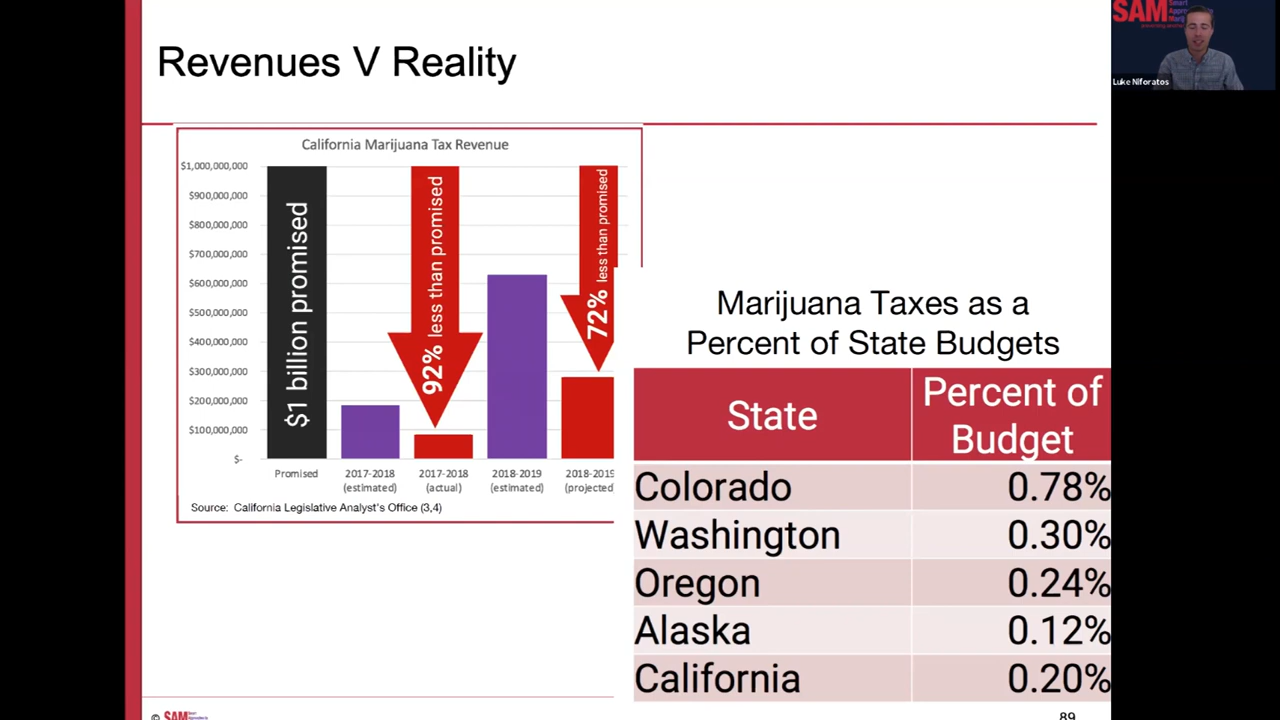 Revenues V Reality
SAM
Smart
Luke Niforatos
California Marijuana Tax Revenue
$1,000,000,000
$900,000,000
$800,000,000
$700,000,000
$600,000,000
$500,000,000
$400,000,000
$300,000,000
$200,000,000
$100,000,000
$-
$1 billion promised
92% less than promised
72% less than promised
Promised
2017-2018
(estimated)
2017-2018
(actual)
2018-2019
(estimated)
2018-2019
(projected
Source: California Legislative Analyst's Office (3,4)
Marijuana Taxes as a
Percent of State Budgets
State
Percent of
Budget
Colorado 0.78%
Washington 0.30%
Oregon 0.24%
Alaska 0.12%
California 0.20%
© SAM
89